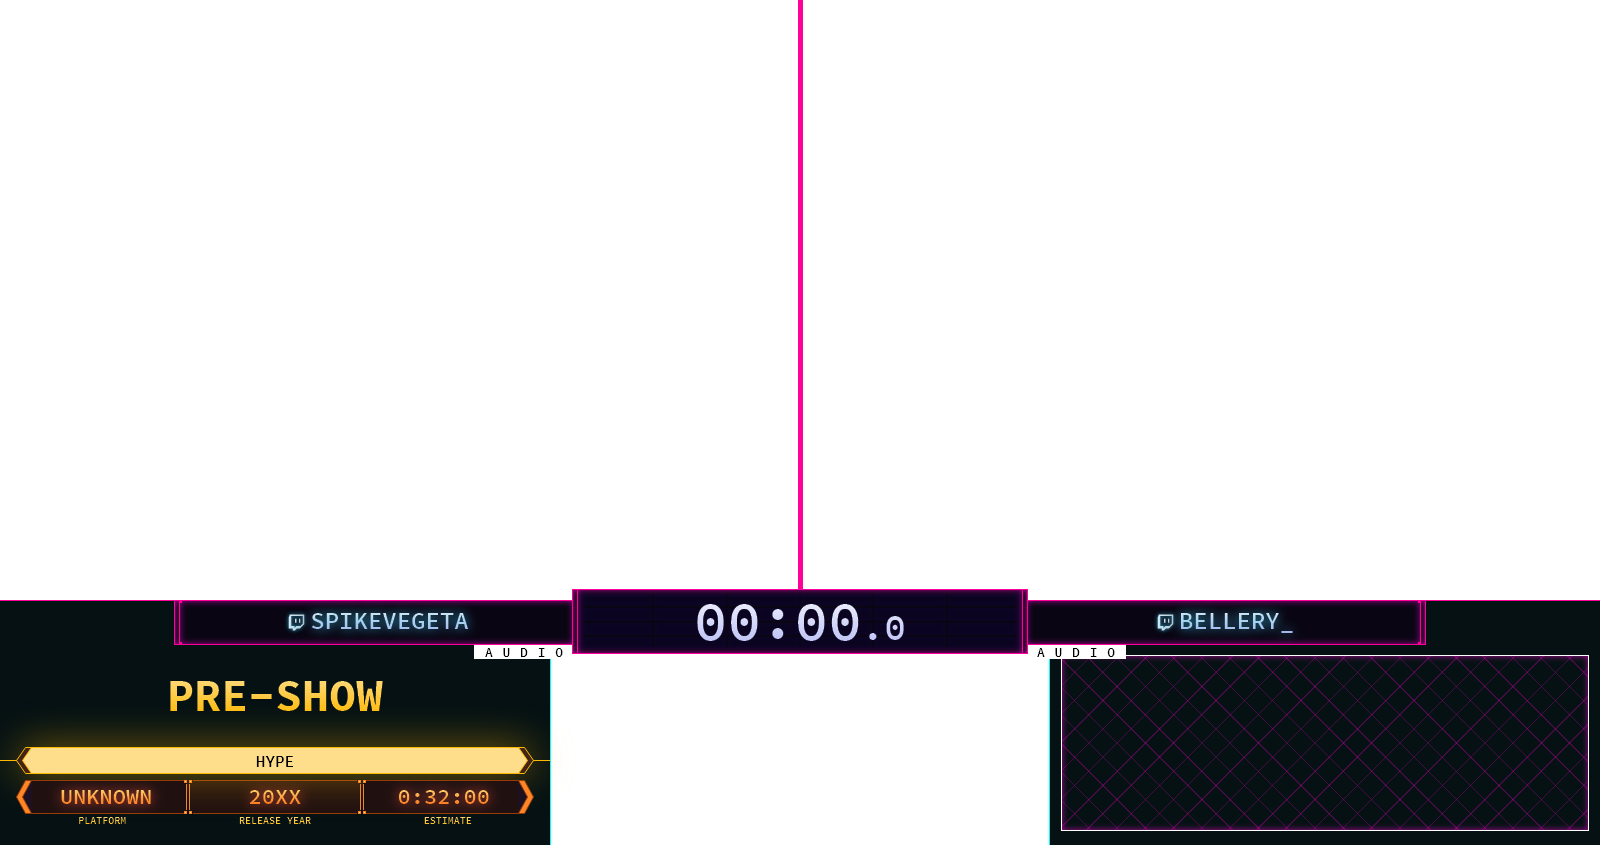 SPIKEVEGETA
00:00.0
BELLERY_
AUDIO
AUDIO
PRE-SHOW
HYPE
UNKNOWN
20XX
0:32:00
PLATFORM
RELEASE YEAR
ESTIMATE